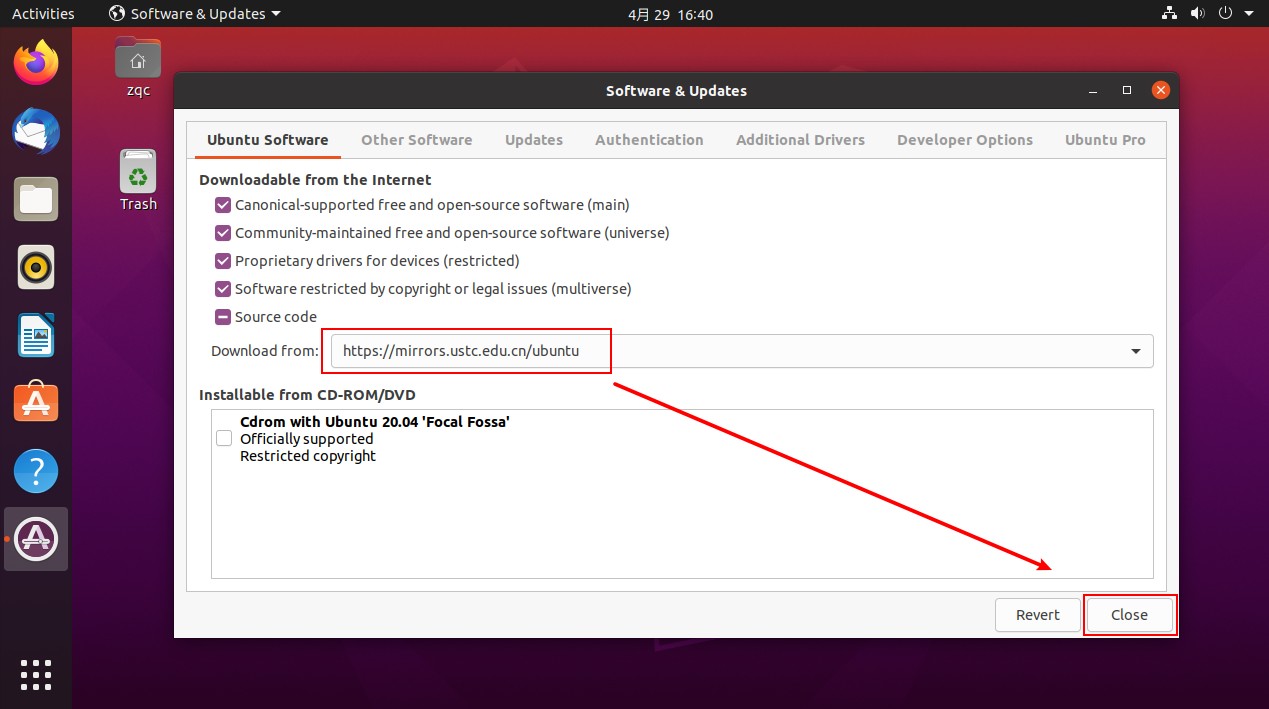 Activities
Software & Updates
4月 29 16:40
zqc
Trash
Software & Updates
Ubuntu Software
Other Software
Updates
Authentication
Additional Drivers
Developer Options
Ubuntu Pro
Downloadable from the Internet
Canonical-supported free and open-source software (main)
Community-maintained free and open-source software (universe)
Proprietary drivers for devices (restricted)
Software restricted by copyright or legal issues (multiverse)
Source code
Download from: https://mirrors.ustc.edu.cn/ubuntu
Installable from CD-ROM/DVD
Cdrom with Ubuntu 20.04 'Focal Fossa'
Officially supported
Restricted copyright
Revert
Close